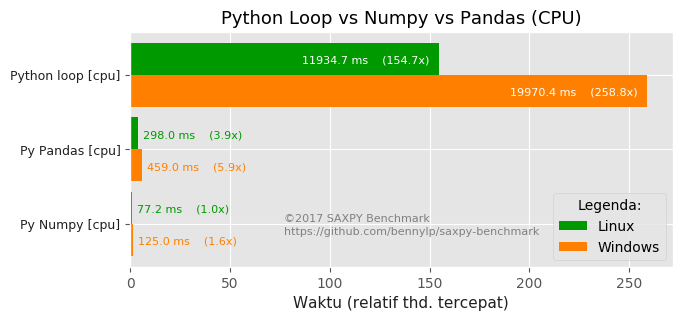 Python Loop vs Numpy vs Pandas (CPU)
Python loop [cpu]
11934.7 ms (154.7x)
19970.4 ms (258.8x)
Py Pandas [cpu]
298.0 ms (3.9x)
459.0 ms (5.9x)
Py Numpy [cpu]
77.2 ms (1.0x)
125.0 ms (1.6x)
©2017 SAXPY Benchmark
https://github.com/bennylp/saxpy-benchmark
Legenda:
Linux
Windows
0 50 100 150 200 250
Waktu (relatif thd. tercepat)